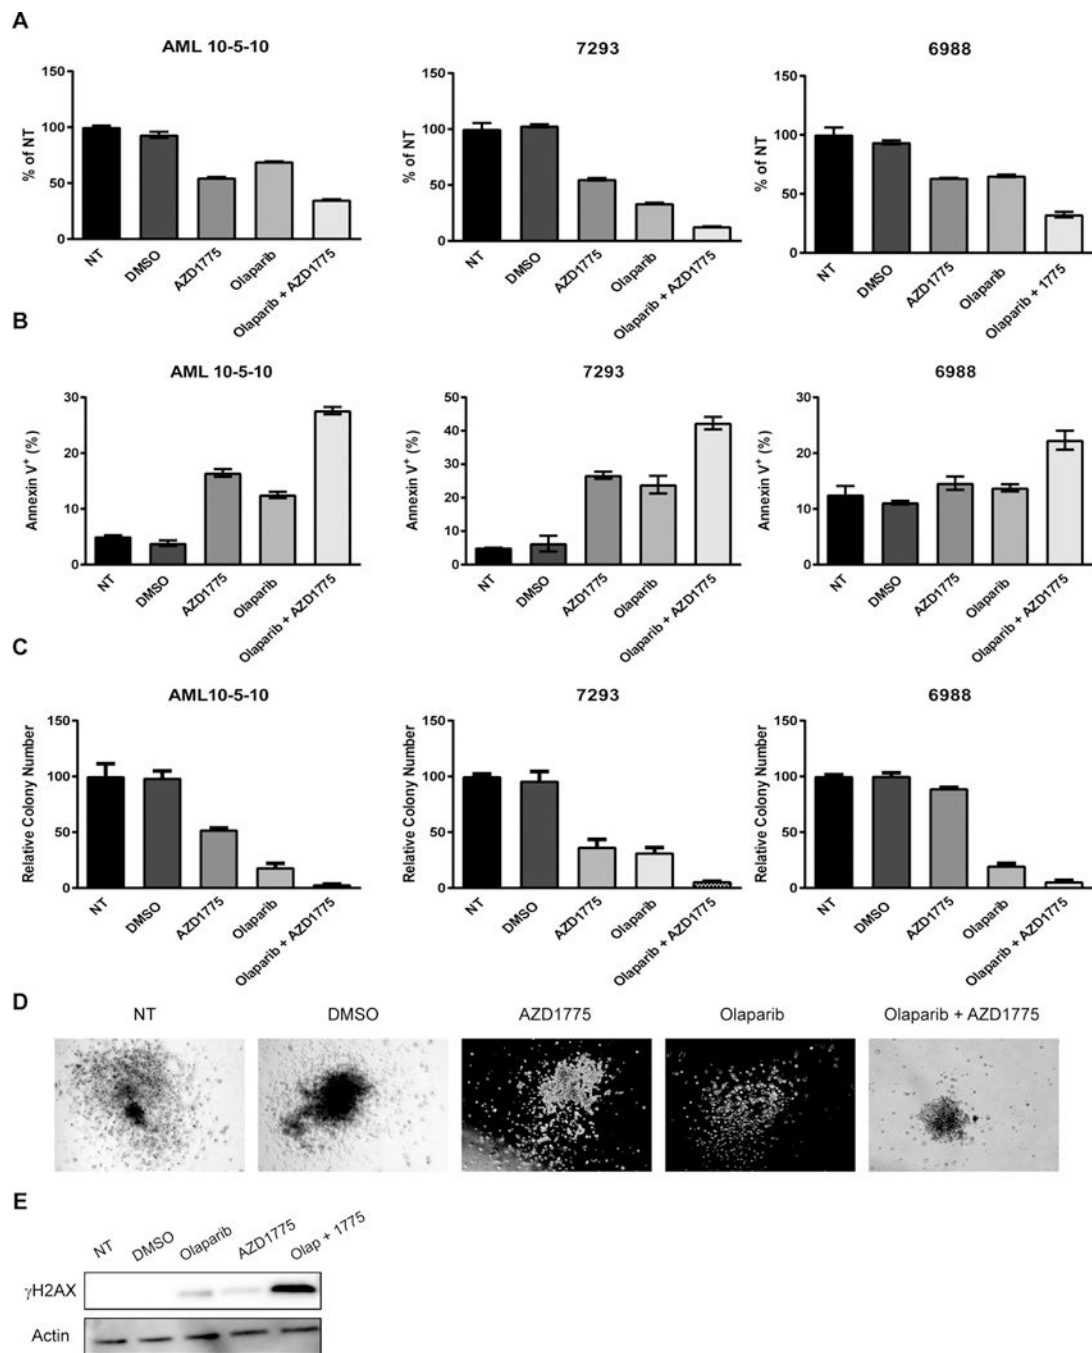 A
AML 10-5-10
7293
6988
% of NT
150
100
50
0
NT
DMSO
AZD1775
Olaparib
Olaparib + AZD1775
% of NT
150
100
50
0
NT
DMSO
AZD1775
Olaparib
Olaparib + AZD1775
% of NT
150
100
50
0
NT
DMSO
AZD1775
Olaparib
Olaparib + 1775
B
AML 10-5-10
7293
6988
Annexin V⁺ (%)
30
20
10
0
NT
DMSO
AZD1775
Olaparib
Olaparib + AZD1775
Annexin V⁺ (%)
50
40
30
20
10
0
NT
DMSO
AZD1775
Olaparib
Olaparib + AZD1775
Annexin V⁺ (%)
30
20
10
0
NT
DMSO
AZD1775
Olaparib
Olaparib + AZD1775
C
AML10-5-10
7293
6988
Relative Colony Number
150
100
50
0
NT
DMSO
AZD1775
Olaparib
Olaparib + AZD1775
Relative Colony Number
150
100
50
0
NT
DMSO
AZD1775
Olaparib
Olaparib + AZD1775
Relative Colony Number
150
100
50
0
NT
DMSO
AZD1775
Olaparib
Olaparib + AZD1775
D
NT
DMSO
AZD1775
Olaparib
Olaparib + AZD1775
E
NT
DMSO
Olaparib
AZD1775
Olap + 1775
γH2AX
Actin